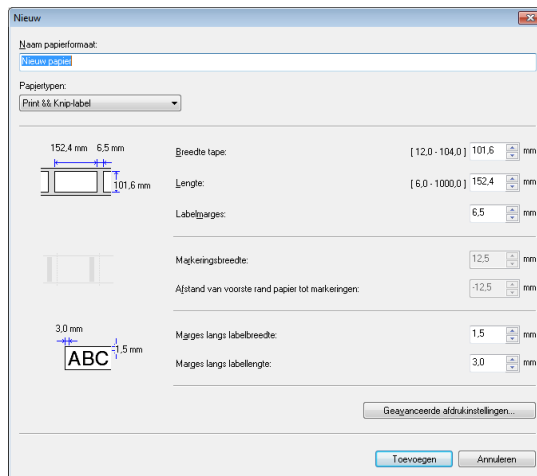 Nieuw
Naam papierformaat:
Nieuw papier
Papiertypen:
Print && Knip-label
152,4 mm 6,5 mm
101,6 mm
Breedte tape: [ 12,0 - 104,0 ] 101,6 mm
Lengte: [ 6,0 - 1000,0 ] 152,4 mm
Labelmarges: 6,5 mm
Markeringsbreedte: 12,5 mm
Afstand van voorste rand papier tot markeringen: -12,5 mm
3,0 mm
1,5 mm
ABC
Marges langs labelbreedte: 1,5 mm
Marges langs labellengte: 3,0 mm
Geavanceerde afdrukinstellingen...
Toevoegen Annuleren